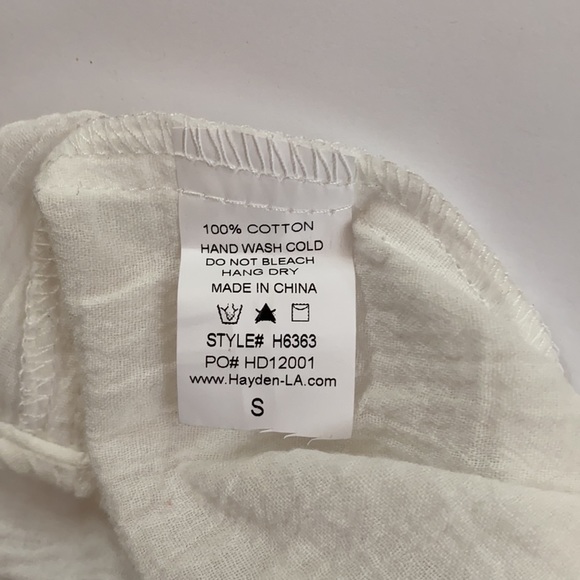 100% COTTON
HAND WASH COLD
DO NOT BLEACH
HANG DRY
MADE IN CHINA
STYLE# H6363
PO# HD12001
www.Hayden-LA.com
S